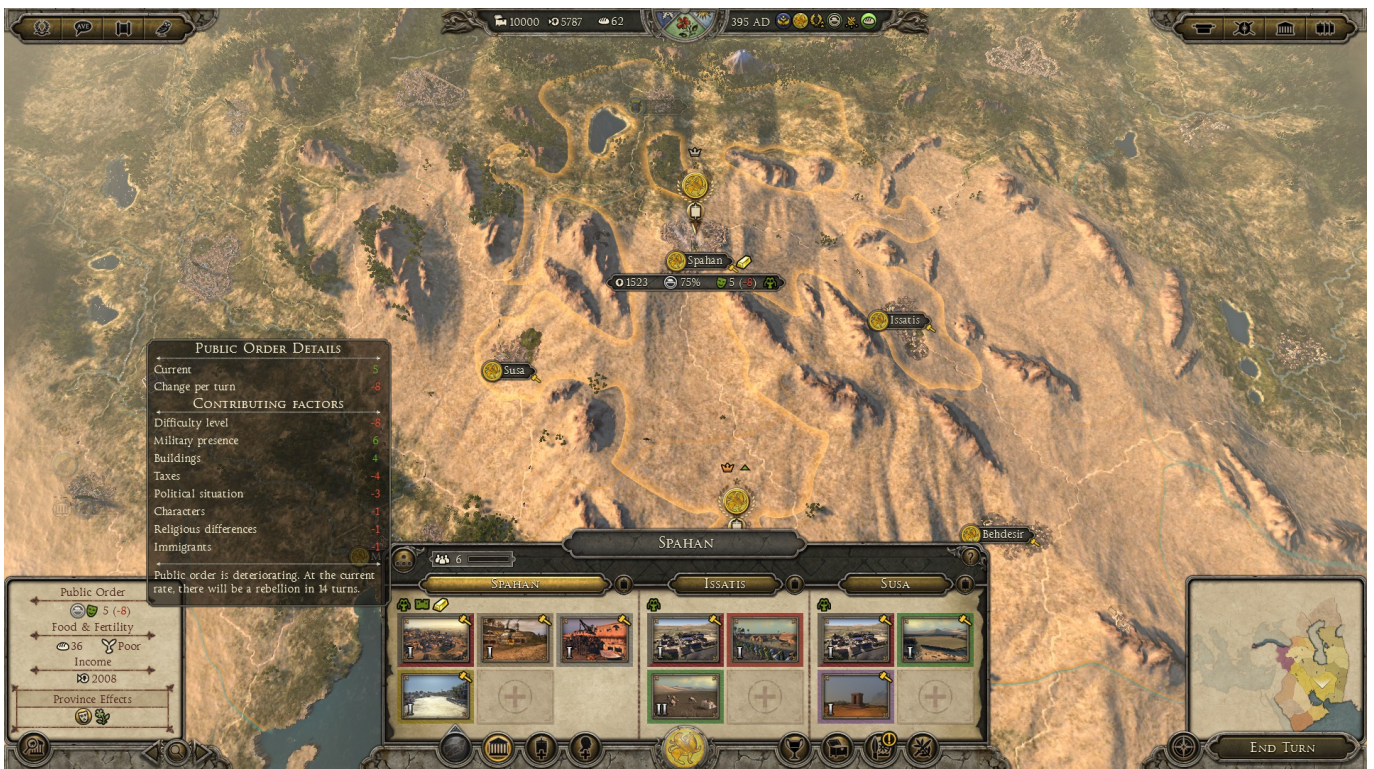 AVE
10000 5787 62
395 AD
Spahan
1523 75% 5 (-8)
Issatis
Susa
Behdesir
PUBLIC ORDER DETAILS
Current 5
Change per turn -8
CONTRIBUTING FACTORS
Difficulty level -8
Military presence 6
Buildings 4
Taxes -4
Political situation -3
Characters -1
Religious differences -1
Immigrants -1
Public order is deteriorating. At the current
rate, there will be a rebellion in 14 turns.
SPAHAN
6
SPAHAN ISSATIS SUSA
I I I I I I I
I II I
Public Order
5 (-8)
Food & Fertility
36 Poor
Income
2008
Province Effects
END TURN